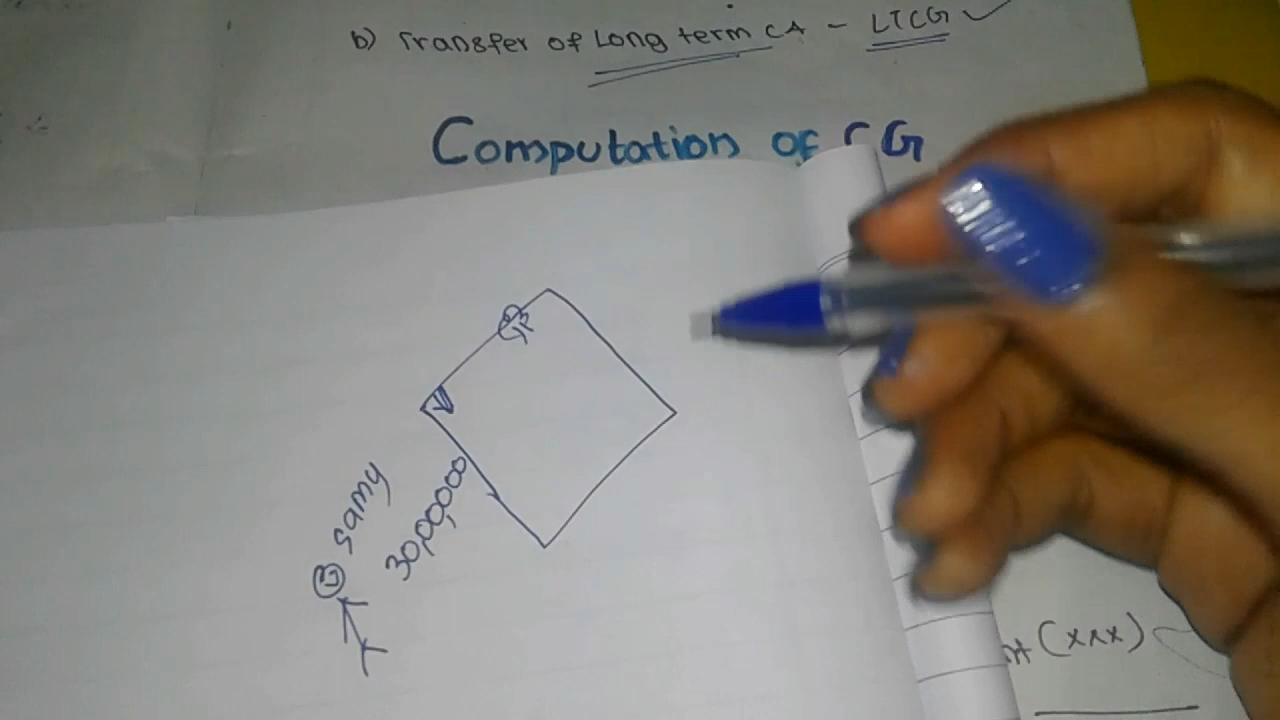 b) Transfer of Long term CA - LTCG
Computation of CG
samy
30,00,000
(xxx)